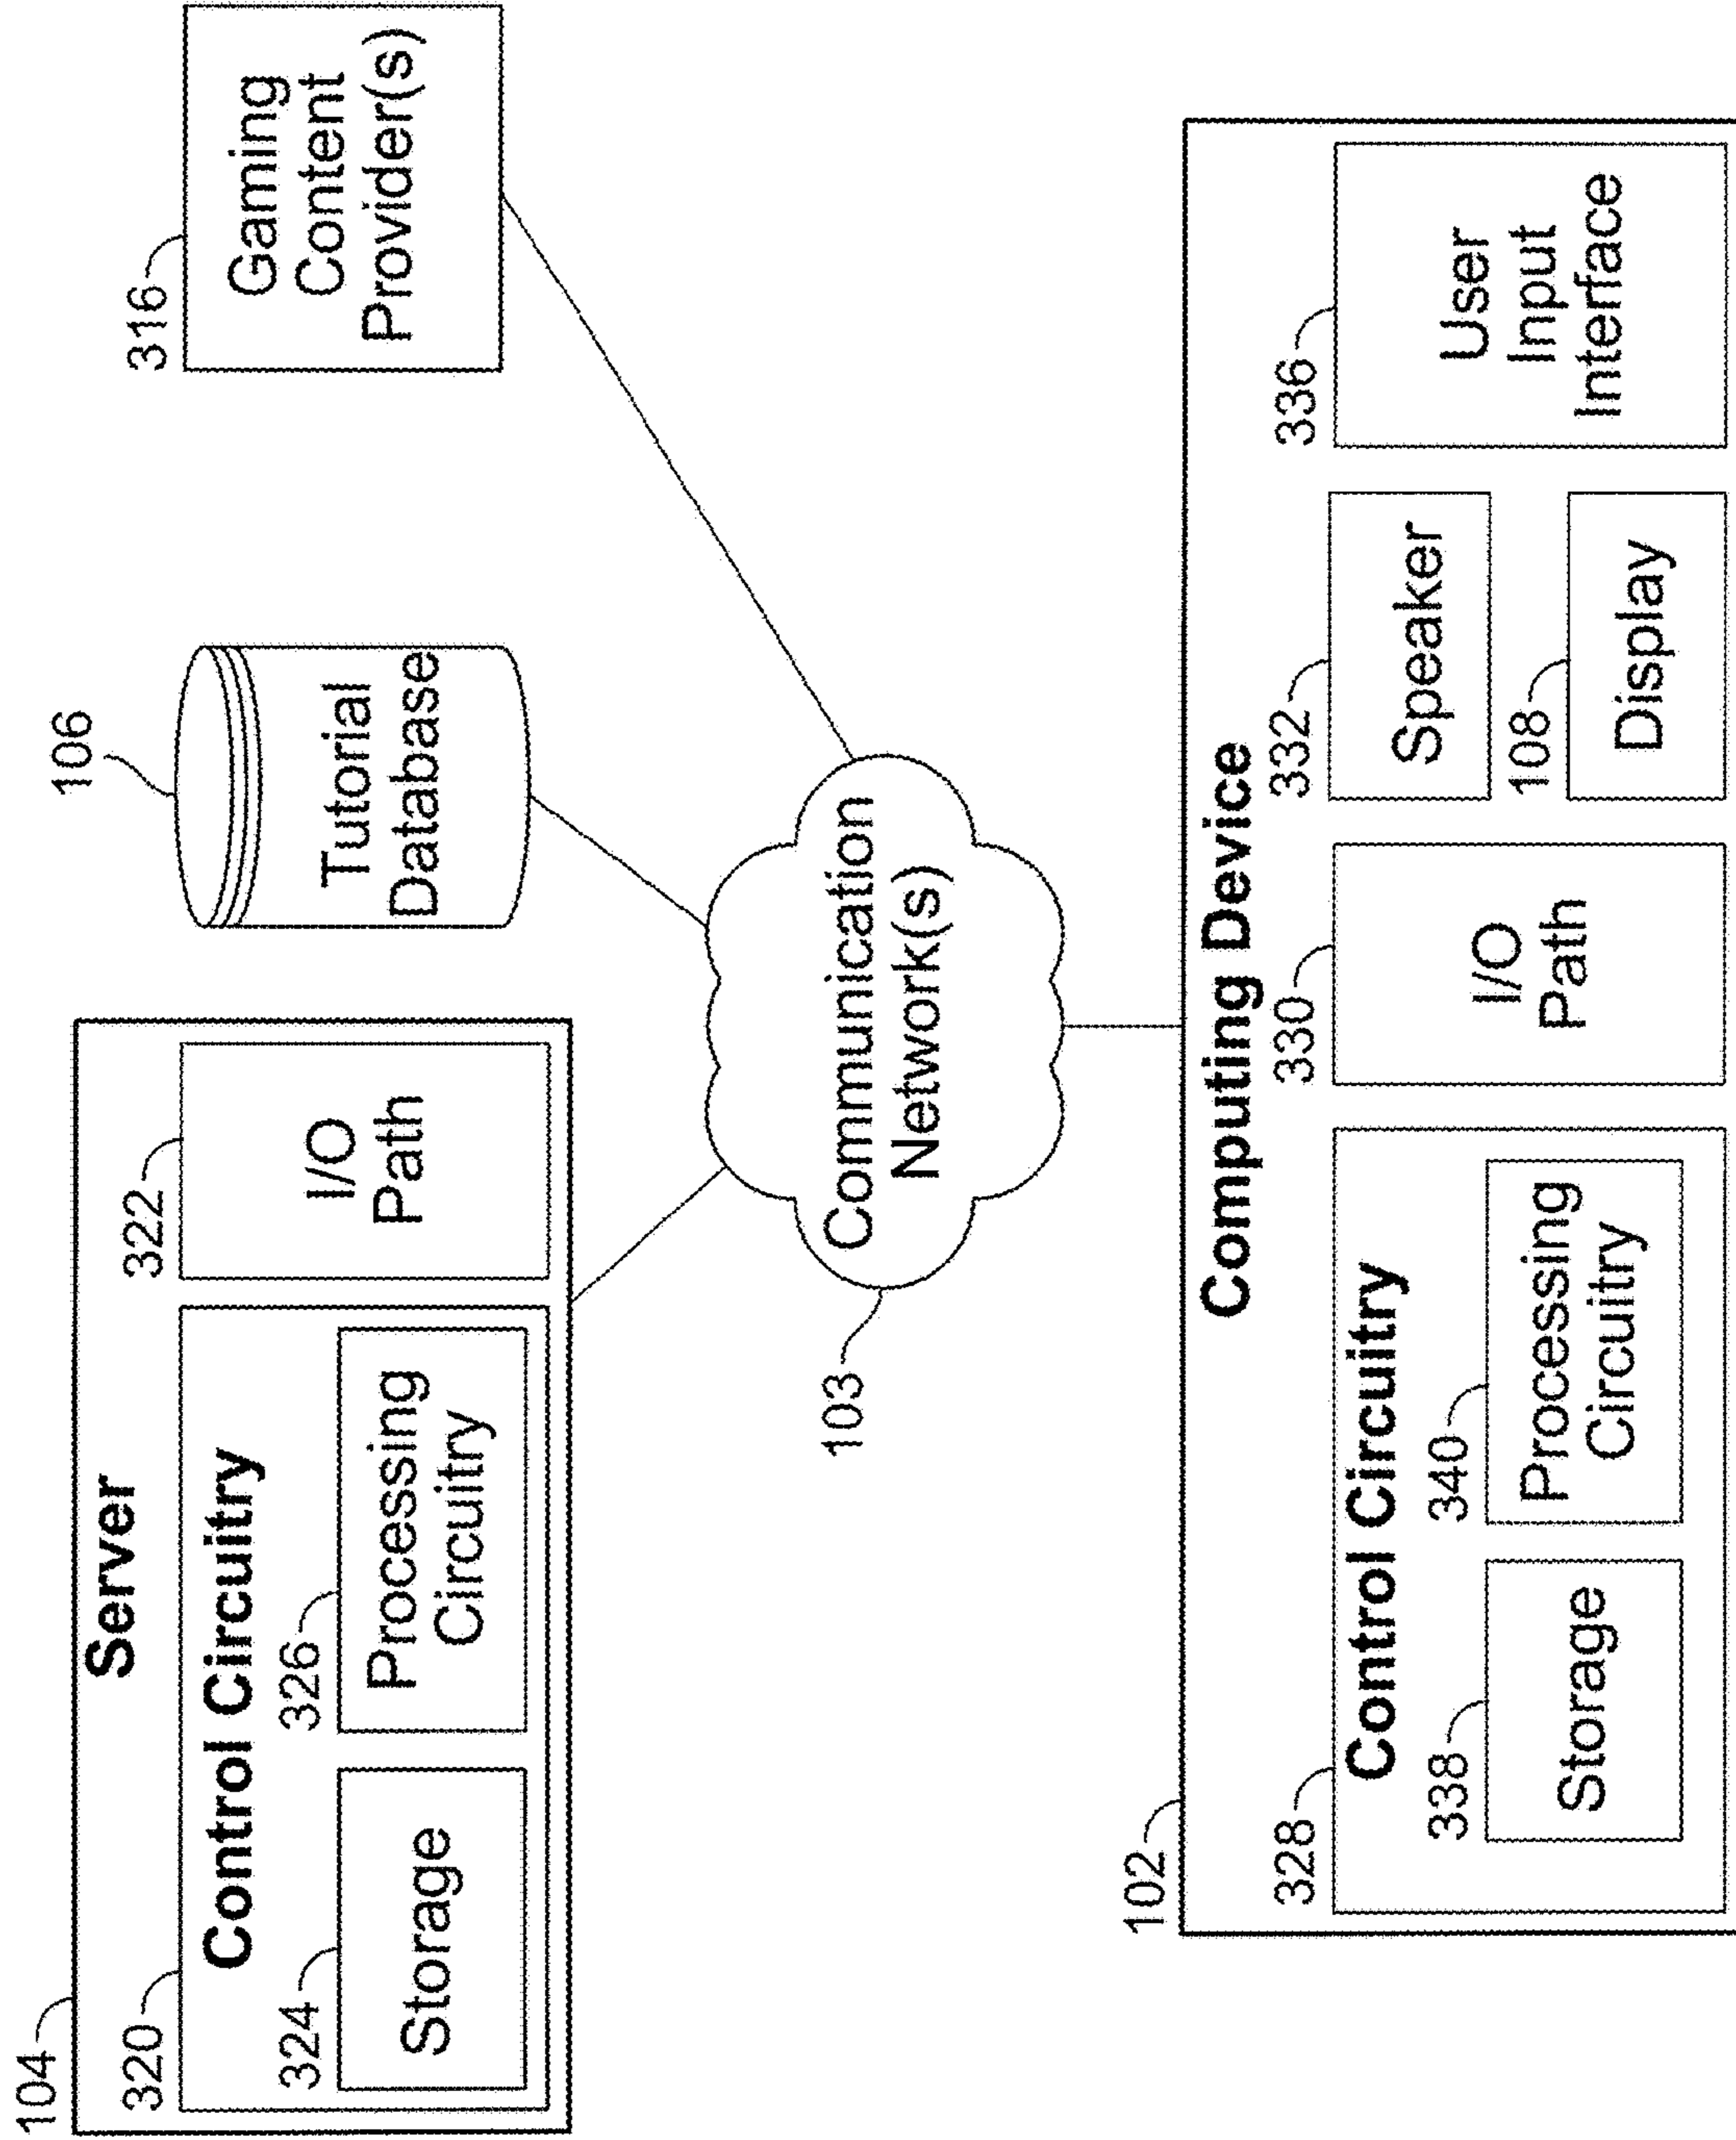 104
Server
320
Control Circuitry
322
I/O
Path
324
Storage
326
Processing
Circuitry
106
Tutorial
Database
316
Gaming
Content
Provider(s)
103
Communication
Network(s)
102
Computing Device
328
Control Circuitry
338
Storage
340
Processing
Circuitry
330
I/O
Path
332
Speaker
108
Display
336
User
Input
Interface